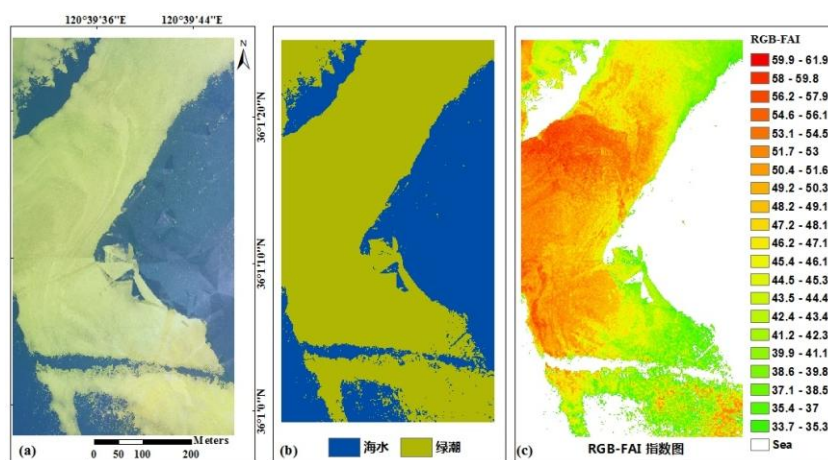 120°39'36"E 120°39'44"E
N
36°1'20"N
36°1'10"N
36°1'0"N
(a)
Meters
0 50 100 200
(b)
海水
绿潮
RGB-FAI
59.9 - 61.9
58 - 59.8
56.2 - 57.9
54.6 - 56.1
53.1 - 54.5
51.7 - 53
50.4 - 51.6
49.2 - 50.3
48.2 - 49.1
47.2 - 48.1
46.2 - 47.1
45.4 - 46.1
44.5 - 45.3
43.5 - 44.4
42.4 - 43.4
41.2 - 42.3
39.9 - 41.1
38.6 - 39.8
37.1 - 38.5
35.4 - 37
33.7 - 35.3
Sea
(c)
RGB-FAI 指数图